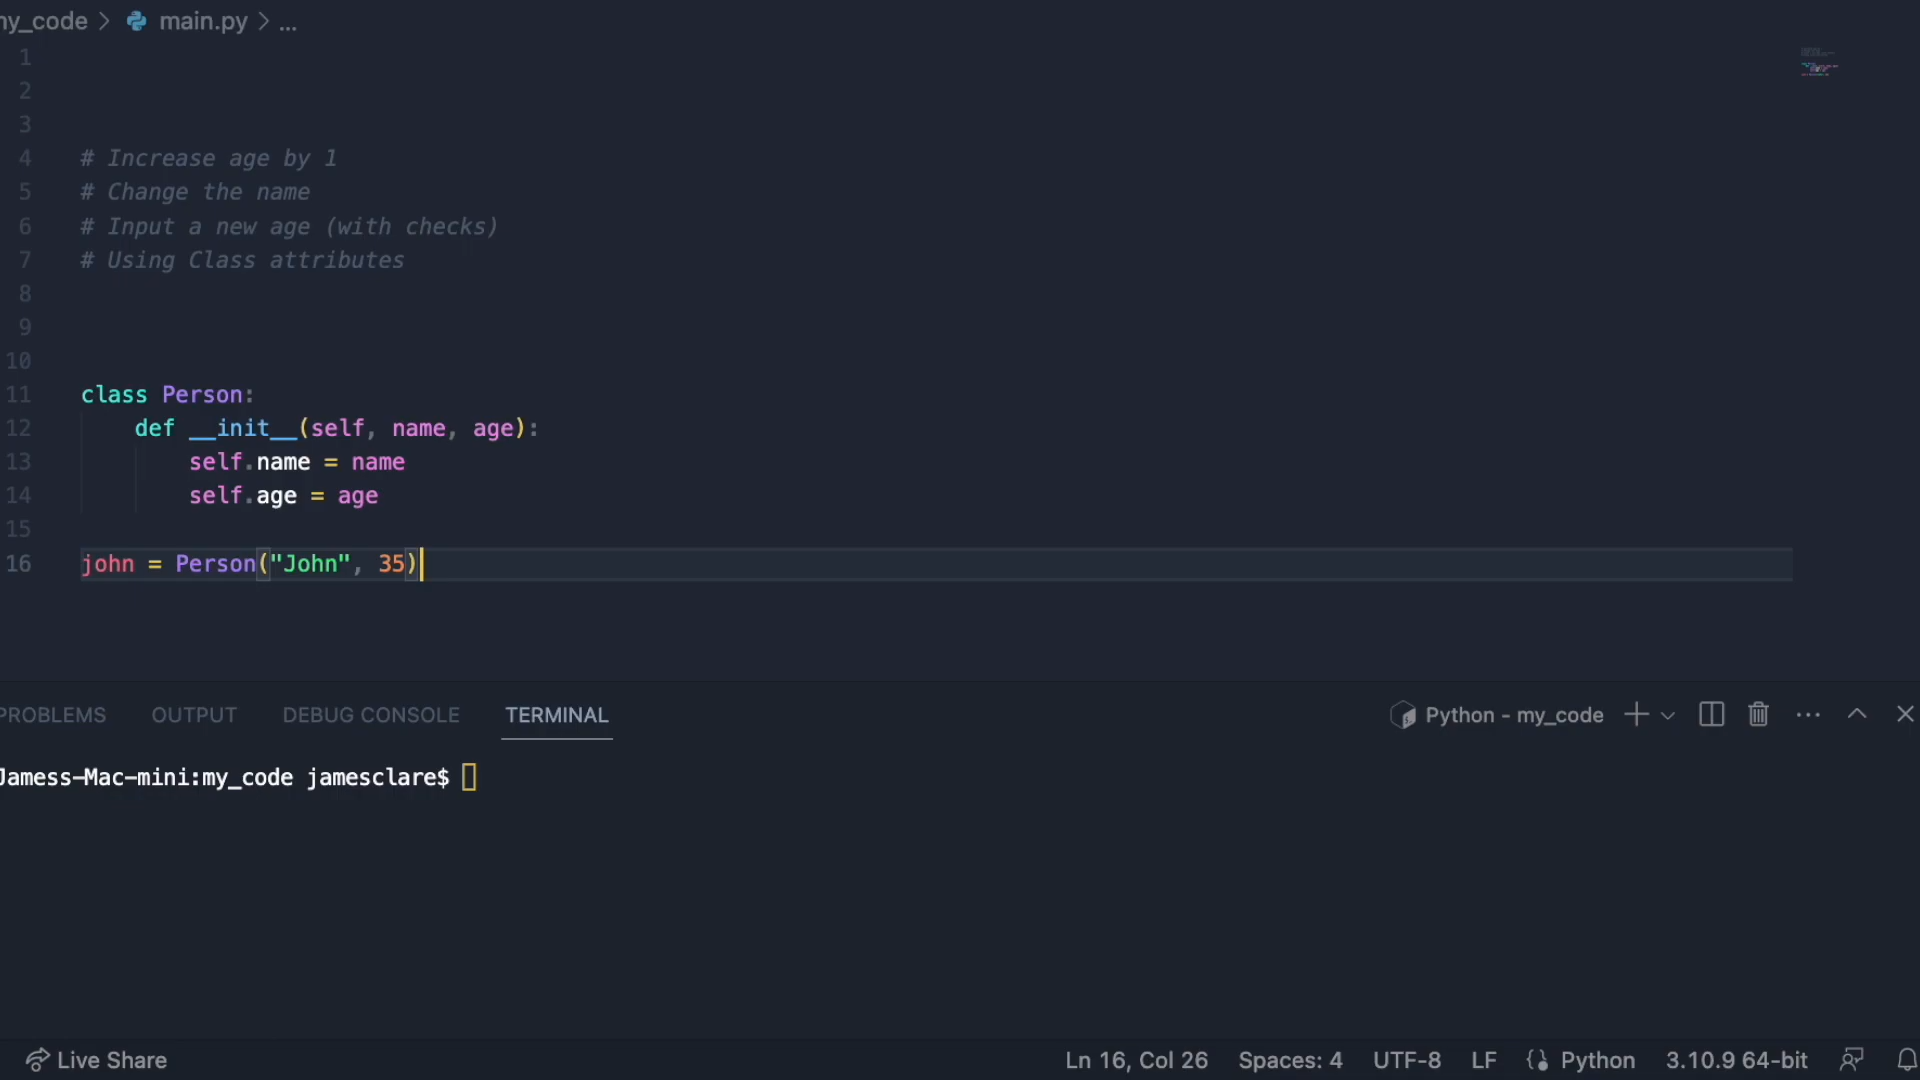 my_code > main.py > ...
1
2
3
4 # Increase age by 1
5 # Change the name
6 # Input a new age (with checks)
7 # Using Class attributes
8
9
10
11 class Person:
12 def __init__(self, name, age):
13 self.name = name
14 self.age = age
15
16 john = Person("John", 35)
PROBLEMS OUTPUT DEBUG CONSOLE TERMINAL Python - my_code
Jamess-Mac-mini:my_code jamesclare$
Live Share Ln 16, Col 26 Spaces: 4 UTF-8 LF Python 3.10.9 64-bit